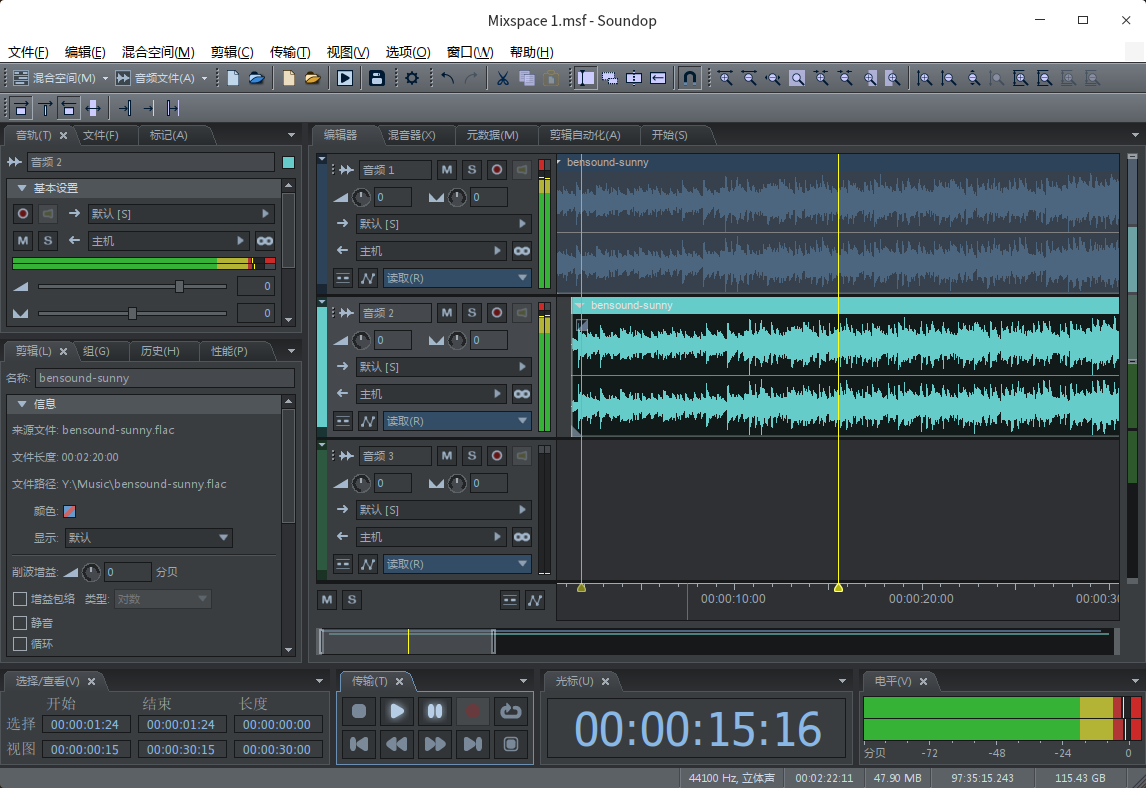 Mixspace 1.msf - Soundop
文件(F) 编辑(E) 混合空间(M) 剪辑(C) 传输(T) 视图(V) 选项(O) 窗口(W) 帮助(H)
混合空间(M) 音频文件(A)
音轨(T) 文件(F) 标记(A)
音频 2
基本设置
默认 [S]
M S 主机
0
0
剪辑(L) 组(G) 历史(H) 性能(P)
名称: bensound-sunny
信息
来源文件: bensound-sunny.flac
文件长度: 00:02:20:00
文件路径: Y:\Music\bensound-sunny.flac
颜色:
显示: 默认
削波增益: 0 分贝
增益包络 类型: 对数
静音
循环
编辑器 混音器(X) 元数据(M) 剪辑自动化(A) 开始(S)
音频 1 M S
0 0
默认 [S]
主机
读取(R)
bensound-sunny
音频 2 M S
0 0
默认 [S]
主机
读取(R)
bensound-sunny
音频 3 M S
0 0
默认 [S]
主机
读取(R)
M S
00:00:10:00 00:00:20:00 00:00:30
选择/查看(V)
开始 结束 长度
选择 00:00:01:24 00:00:01:24 00:00:00:00
视图 00:00:00:15 00:00:30:15 00:00:30:00
传输(T)
光标(U)
00:00:15:16
电平(V)
分贝 -72 -48 -24 0
44100 Hz, 立体声 00:02:22:11 47.90 MB 97:35:15.243 115.43 GB